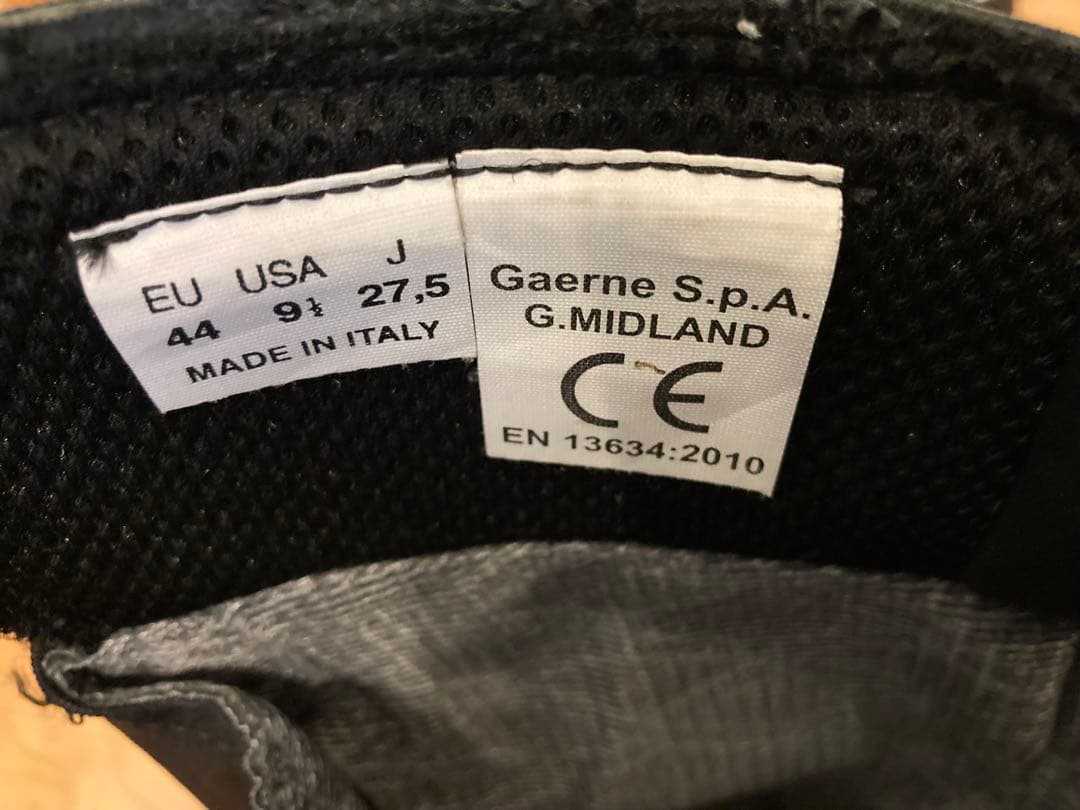 EU USA J
44 9½ 27,5
MADE IN ITALY
Gaerne S.p.A.
G.MIDLAND
CE
EN 13634:2010